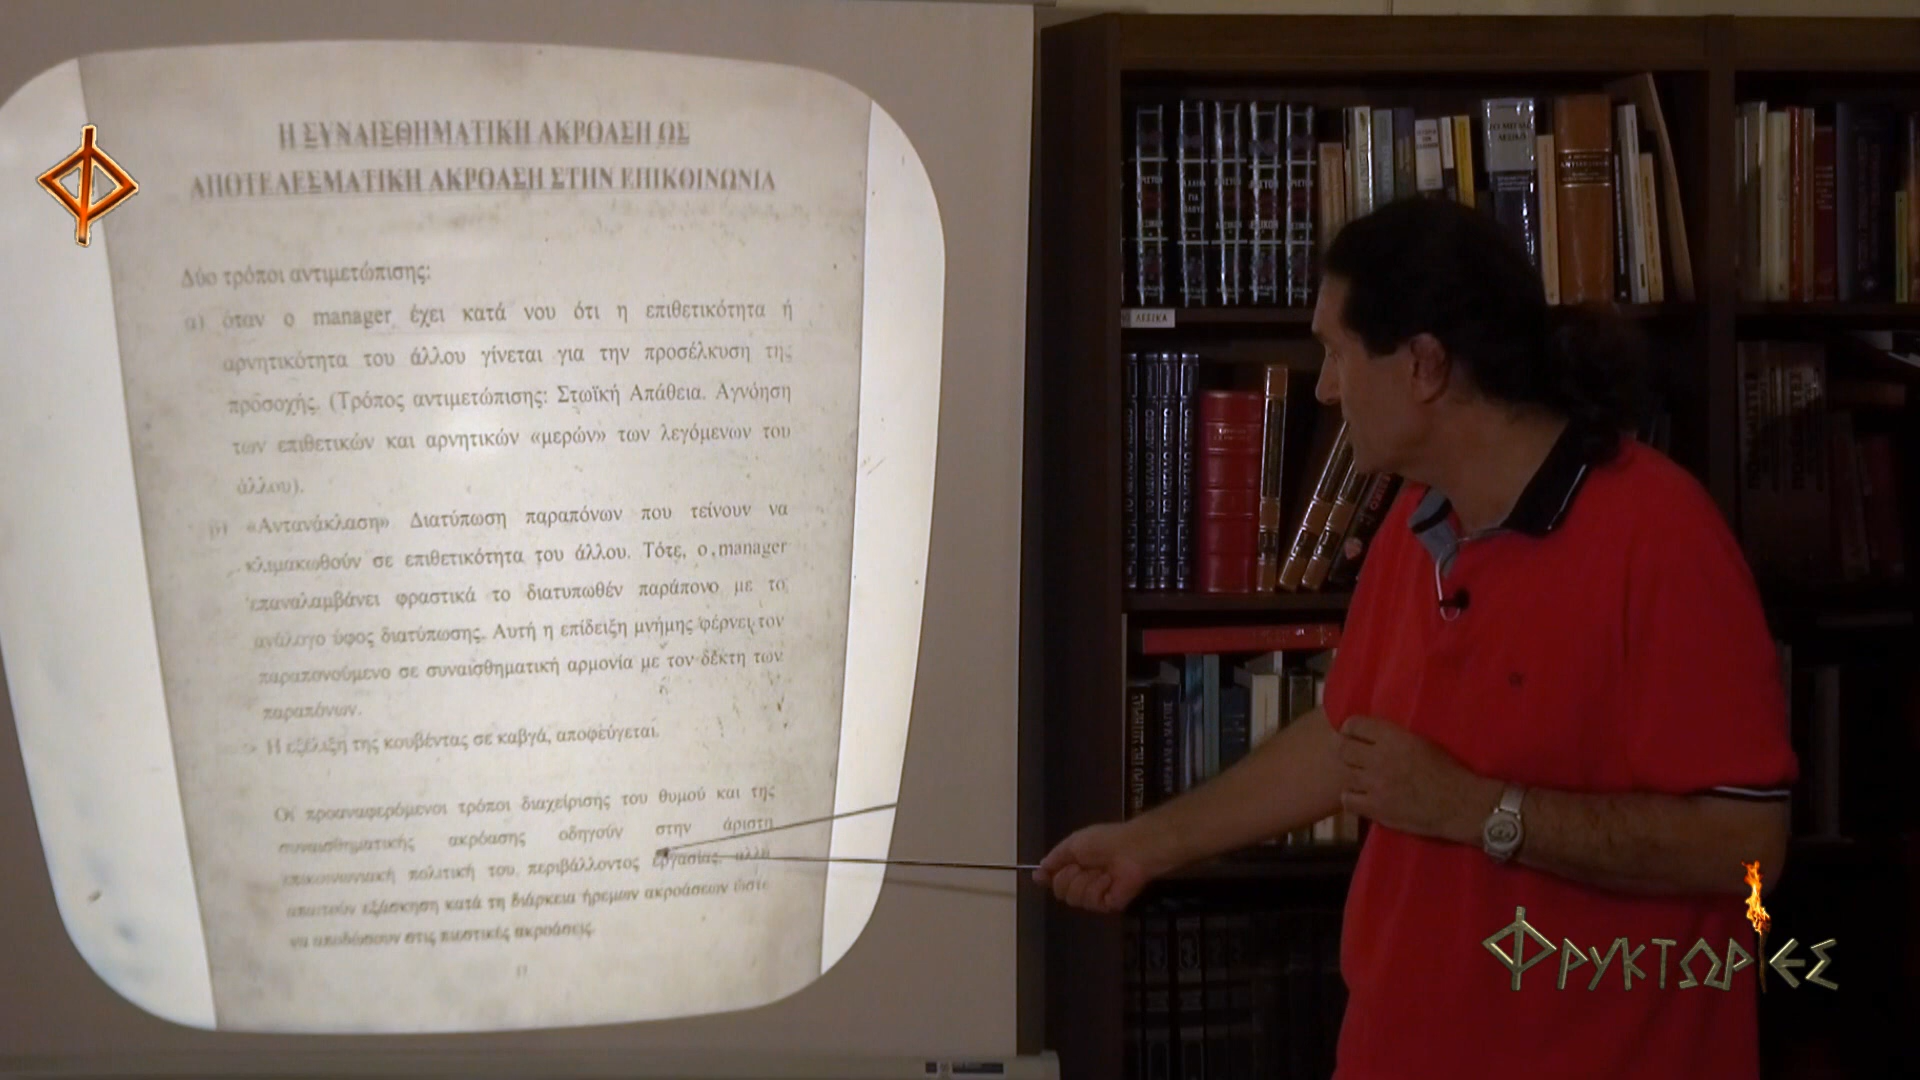 Η ΣΥΝΑΙΣΘΗΜΑΤΙΚΗ ΑΚΡΟΑΣΗ ΩΣ
ΑΠΟΤΕΛΕΣΜΑΤΙΚΗ ΑΚΡΟΑΣΗ ΣΤΗΝ ΕΠΙΚΟΙΝΩΝΙΑ
Δύο τρόποι αντιμετώπισης:
α) όταν ο manager έχει κατά νου ότι η επιθετικότητα ή
αρνητικότητα του άλλου γίνεται για την προσέλκυση της
προσοχής. (Τρόπος αντιμετώπισης: Στωϊκή Απάθεια. Αγνόηση
των επιθετικών και αρνητικών «μερών» των λεγόμενων του
άλλου).
β) «Αντανάκλαση» Διατύπωση παραπόνων που τείνουν να
κλιμακωθούν σε επιθετικότητα του άλλου. Τότε, ο manager
επαναλαμβάνει φραστικά το διατυπωθέν παράπονο με το
ανάλογο ύφος διατύπωσης. Αυτή η επίδειξη μνήμης φέρνει τον
παραπονούμενο σε συναισθηματική αρμονία με τον δέκτη των
παραπόνων.
Η εξέλιξη της κουβέντας σε καβγά, αποφεύγεται.
Οι προαναφερόμενοι τρόποι διαχείρισης του θυμού και της
συναισθηματικής ακρόασης οδηγούν στην άριστη
επικοινωνιακή πολιτική του περιβάλλοντος εργασίας, αλλά
απαιτούν εξάσκηση κατά τη διάρκεια ήρεμων ακροάσεων ώστε
να αποδώσουν στις πιεστικές ακροάσεις.
ΛΕΞΙΚΑ
ΦΡΥΚΤΩΡΙΕΣ